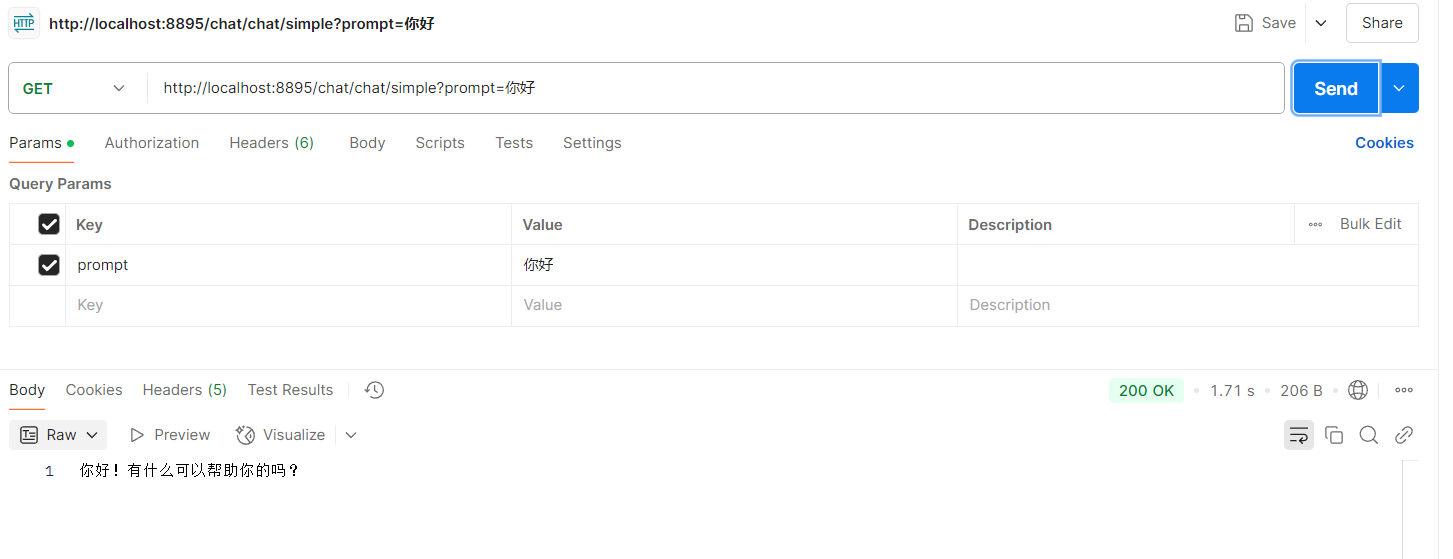 HTTP http://localhost:8895/chat/chat/simple?prompt=你好 Save Share
GET http://localhost:8895/chat/chat/simple?prompt=你好 Send
Params Authorization Headers (6) Body Scripts Tests Settings Cookies
Query Params
Key Value Description Bulk Edit
prompt 你好
Key Value Description
Body Cookies Headers (5) Test Results 200 OK 1.71 s 206 B
Raw Preview Visualize
1 你好！有什么可以帮助你的吗？